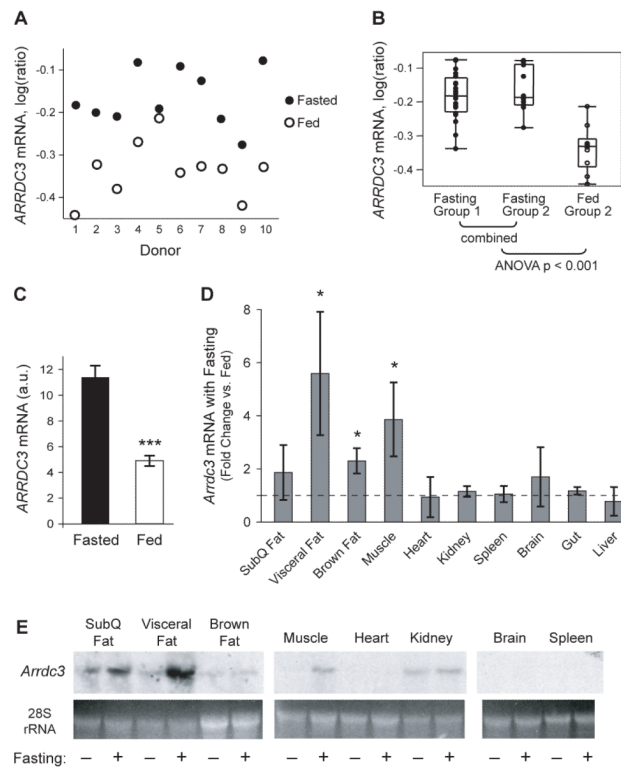 A
ARRDC3 mRNA, log(ratio)
-0.1
-0.2
-0.3
-0.4
1 2 3 4 5 6 7 8 9 10
Donor
Fasted
Fed
B
ARRDC3 mRNA, log(ratio)
-0.1
-0.2
-0.3
-0.4
Fasting Fasting Fed
Group 1 Group 2 Group 2
combined
ANOVA p < 0.001
C
ARRDC3 mRNA (a.u.)
12
10
8
6
4
2
0
***
Fasted Fed
D
Arrdc3 mRNA with Fasting
(Fold Change vs. Fed)
8
6
4
2
0
*
*
*
SubQ Fat
Visceral Fat
Brown Fat
Muscle
Heart
Kidney
Spleen
Brain
Gut
Liver
E
SubQ Visceral Brown
Fat Fat Fat
Muscle Heart Kidney
Brain Spleen
Arrdc3
28S
rRNA
Fasting: – + – + – + – + – + – + – + – +